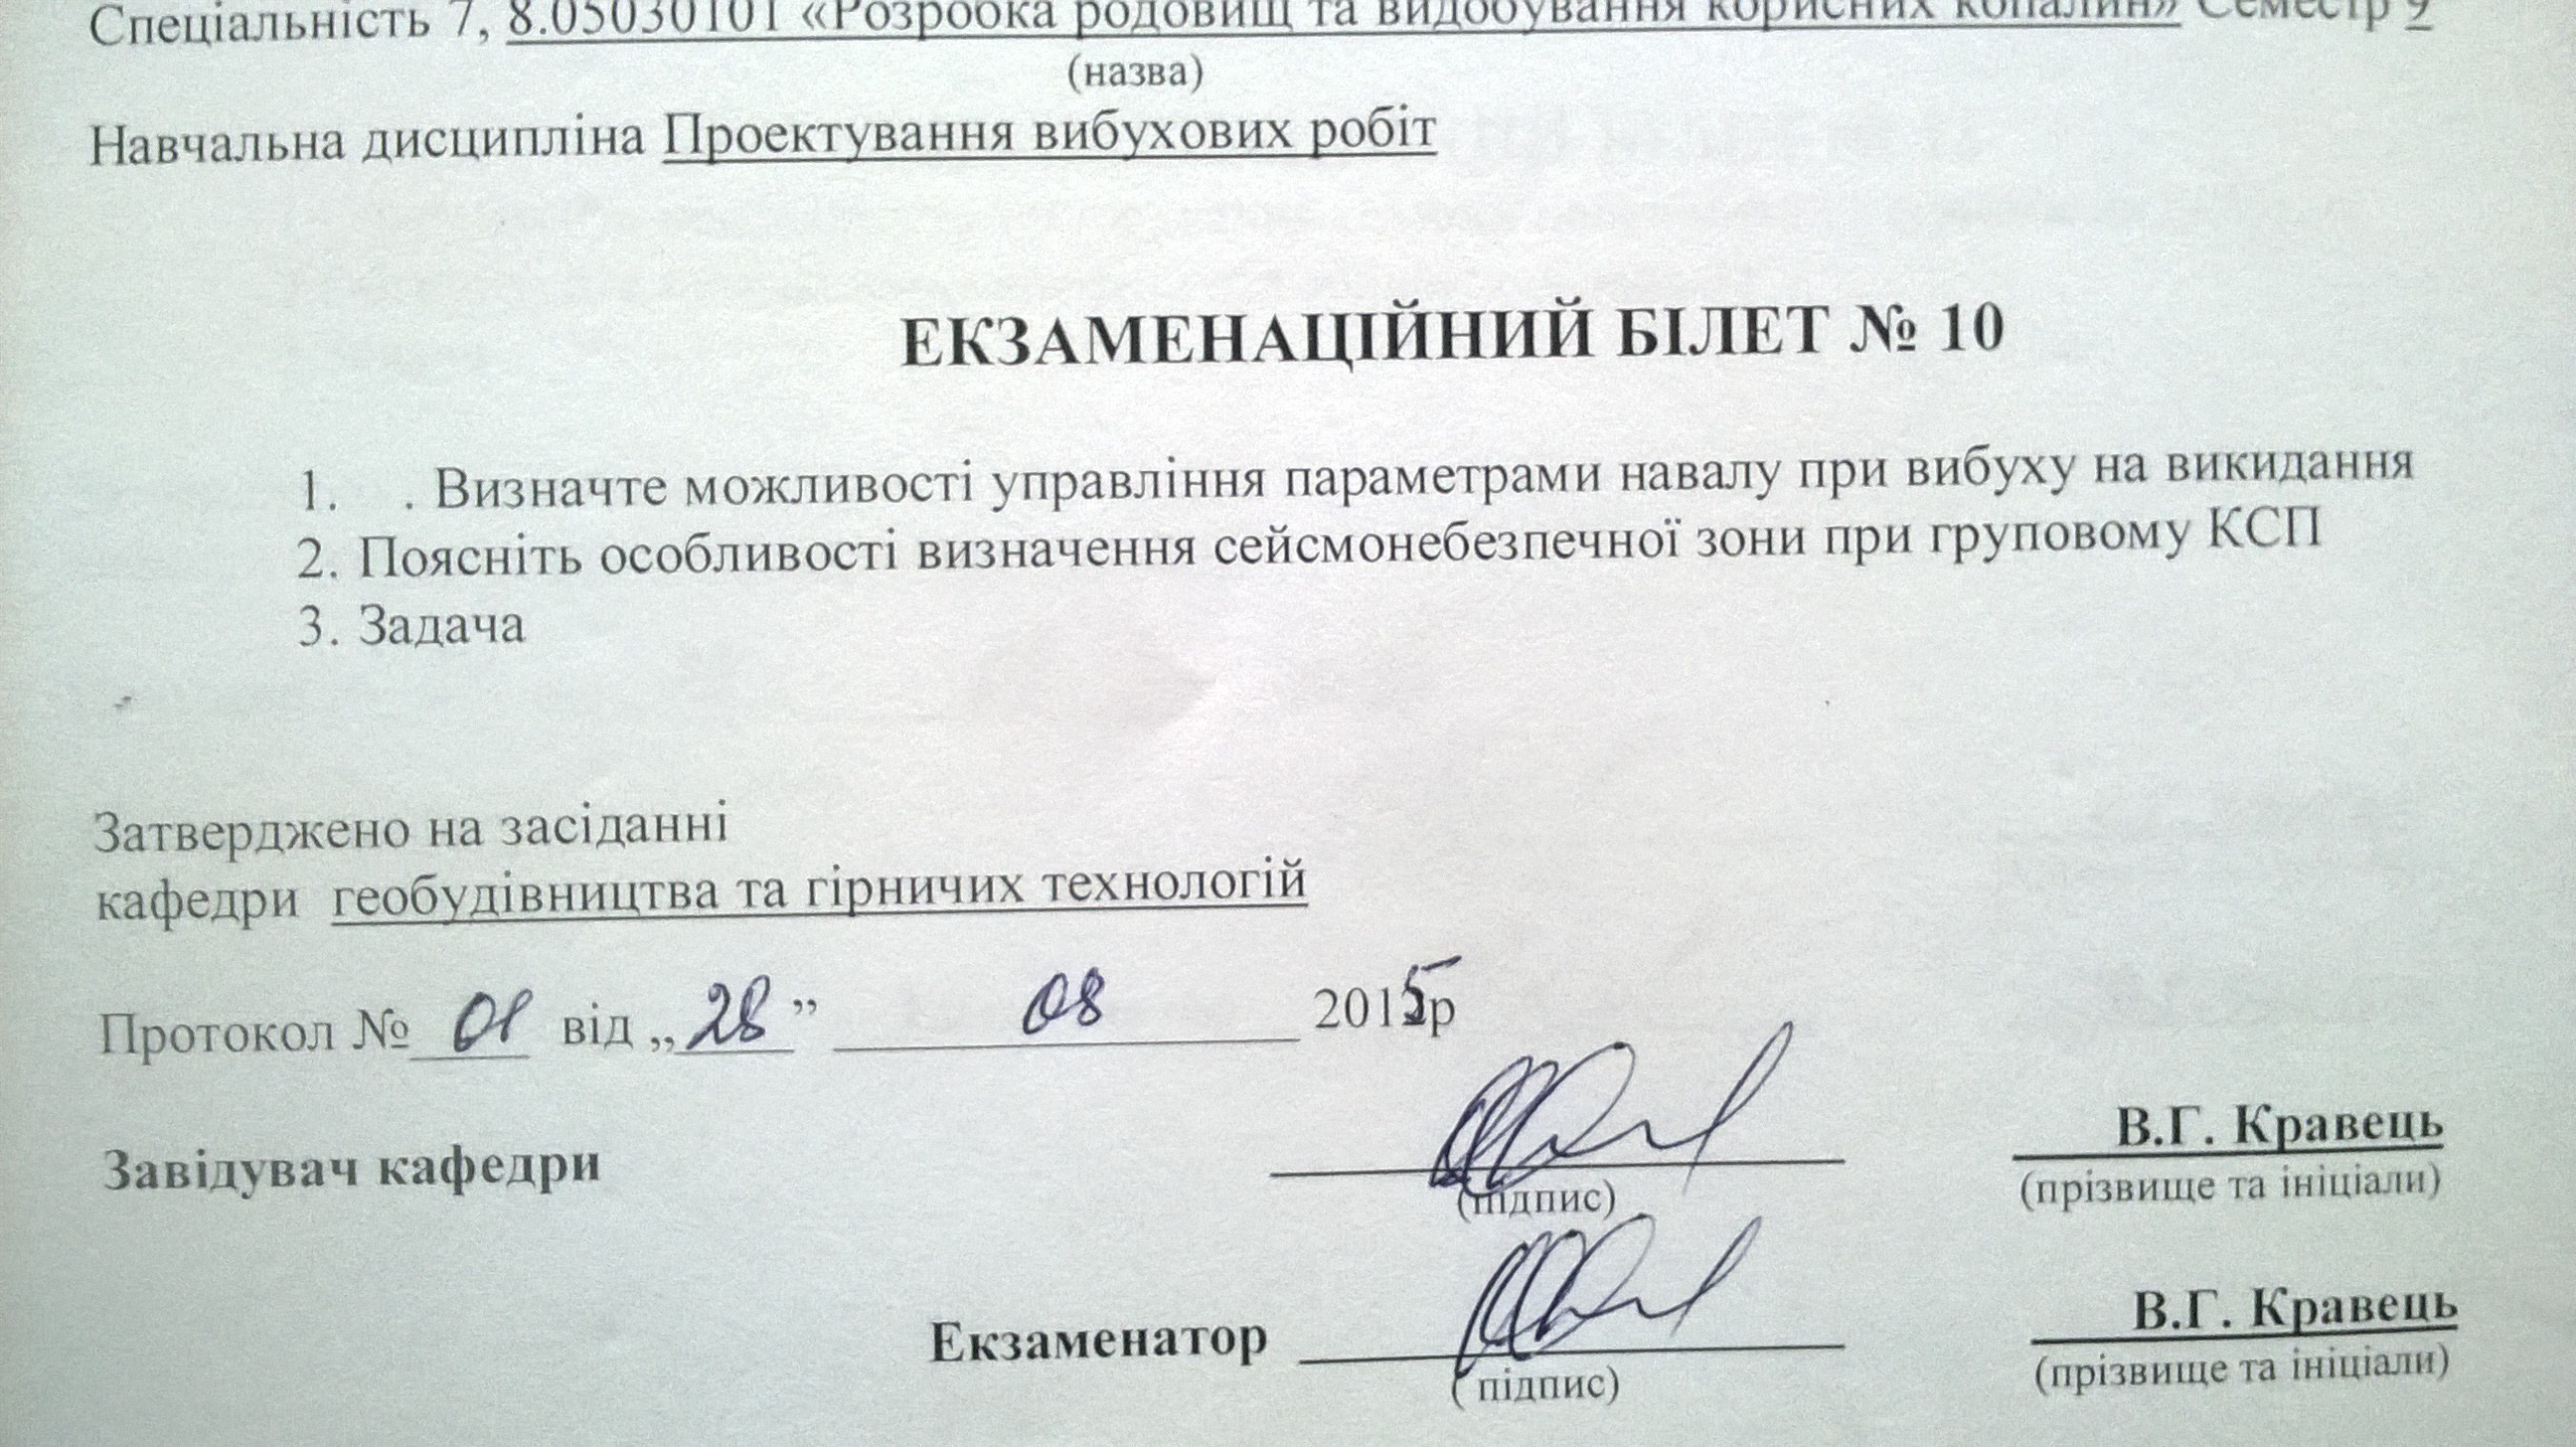 Спеціальність 7, 8.05030101 «Розробка родовищ та видобування корисних копалин» Семестр 9
(назва)
Навчальна дисципліна Проектування вибухових робіт
ЕКЗАМЕНАЦІЙНИЙ БІЛЕТ № 10
1. . Визначте можливості управління параметрами навалу при вибуху на викидання
2. Поясніть особливості визначення сейсмонебезпечної зони при груповому КСП
3. Задача
Затверджено на засіданні
кафедри геобудівництва та гірничих технологій
Протокол № 01 від „28” 08 2015р
Завідувач кафедри (підпис) В.Г. Кравець
(прізвище та ініціали)
Екзаменатор ( підпис) В.Г. Кравець
(прізвище та ініціали)